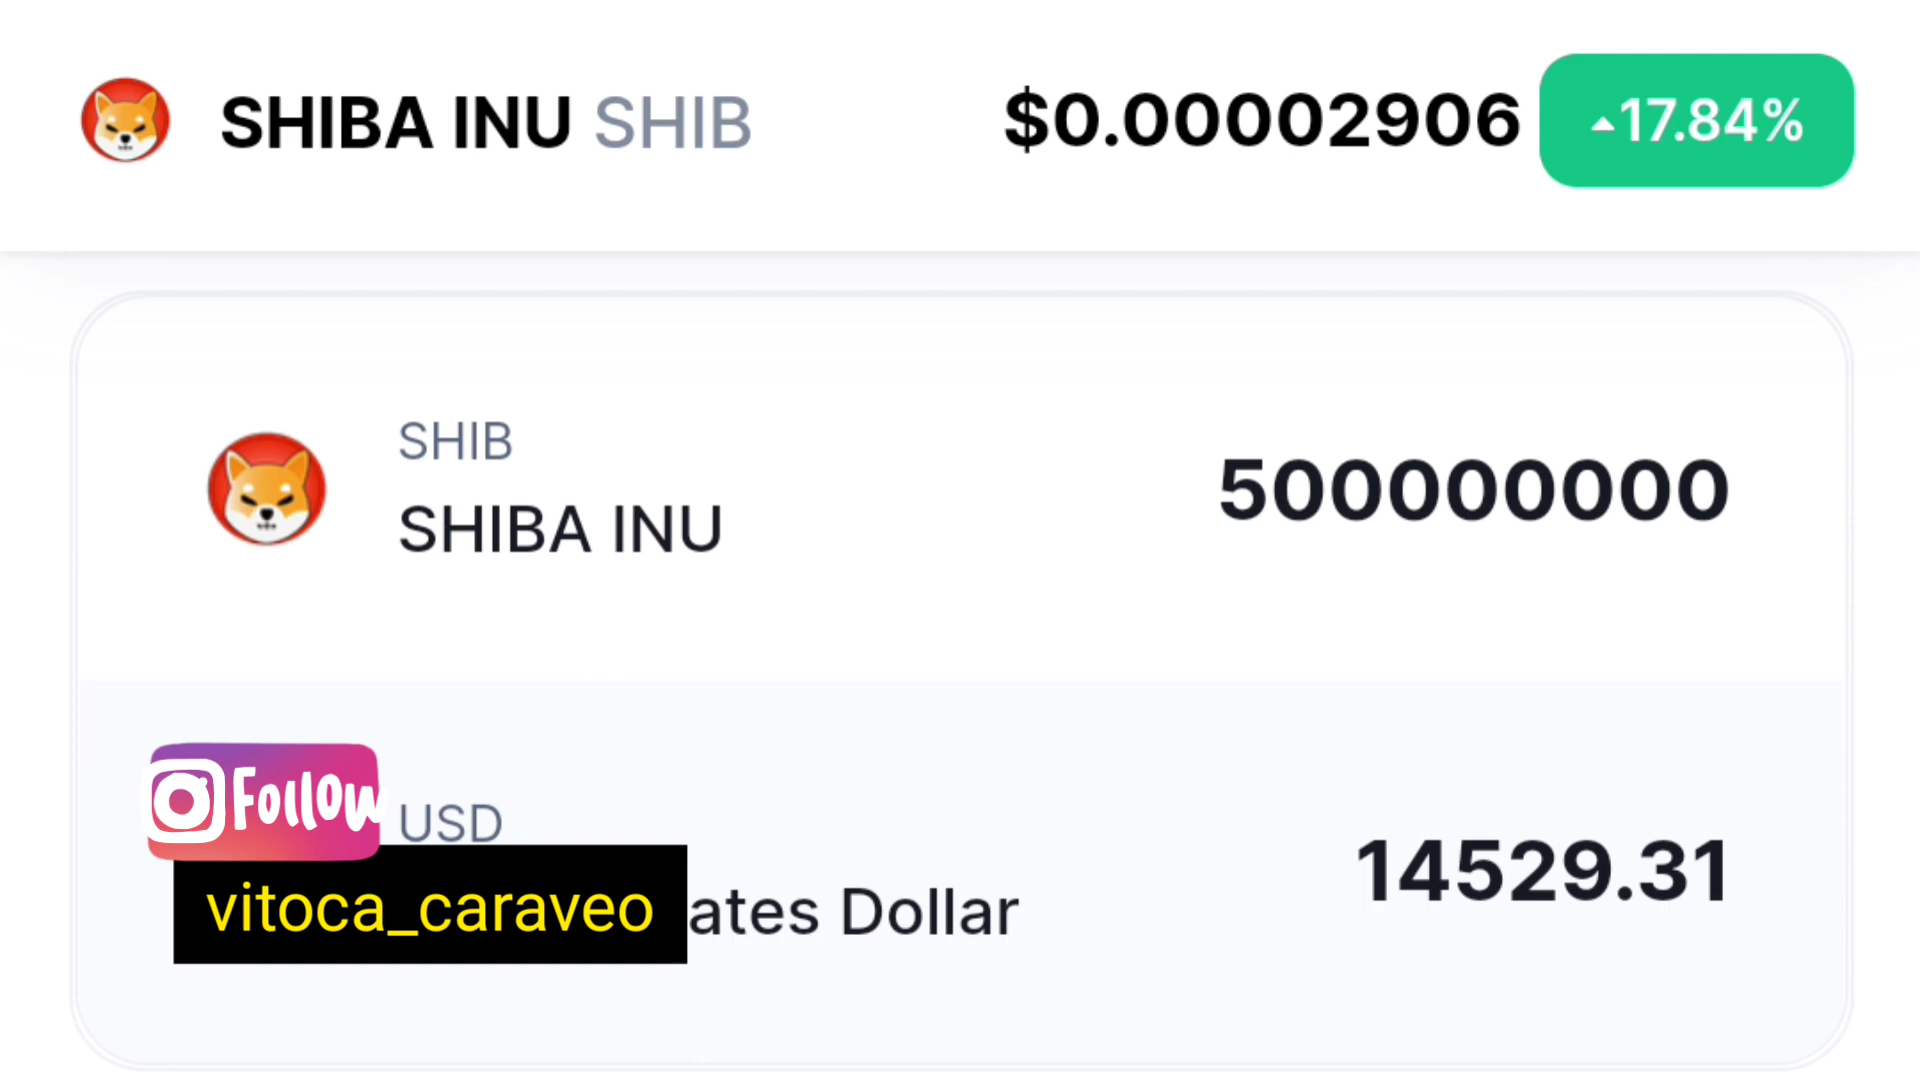 SHIBA INU SHIB $0.00002906 17.84%
SHIB
SHIBA INU
500000000
Follow
USD
vitoca_caraveo
ates Dollar
14529.31